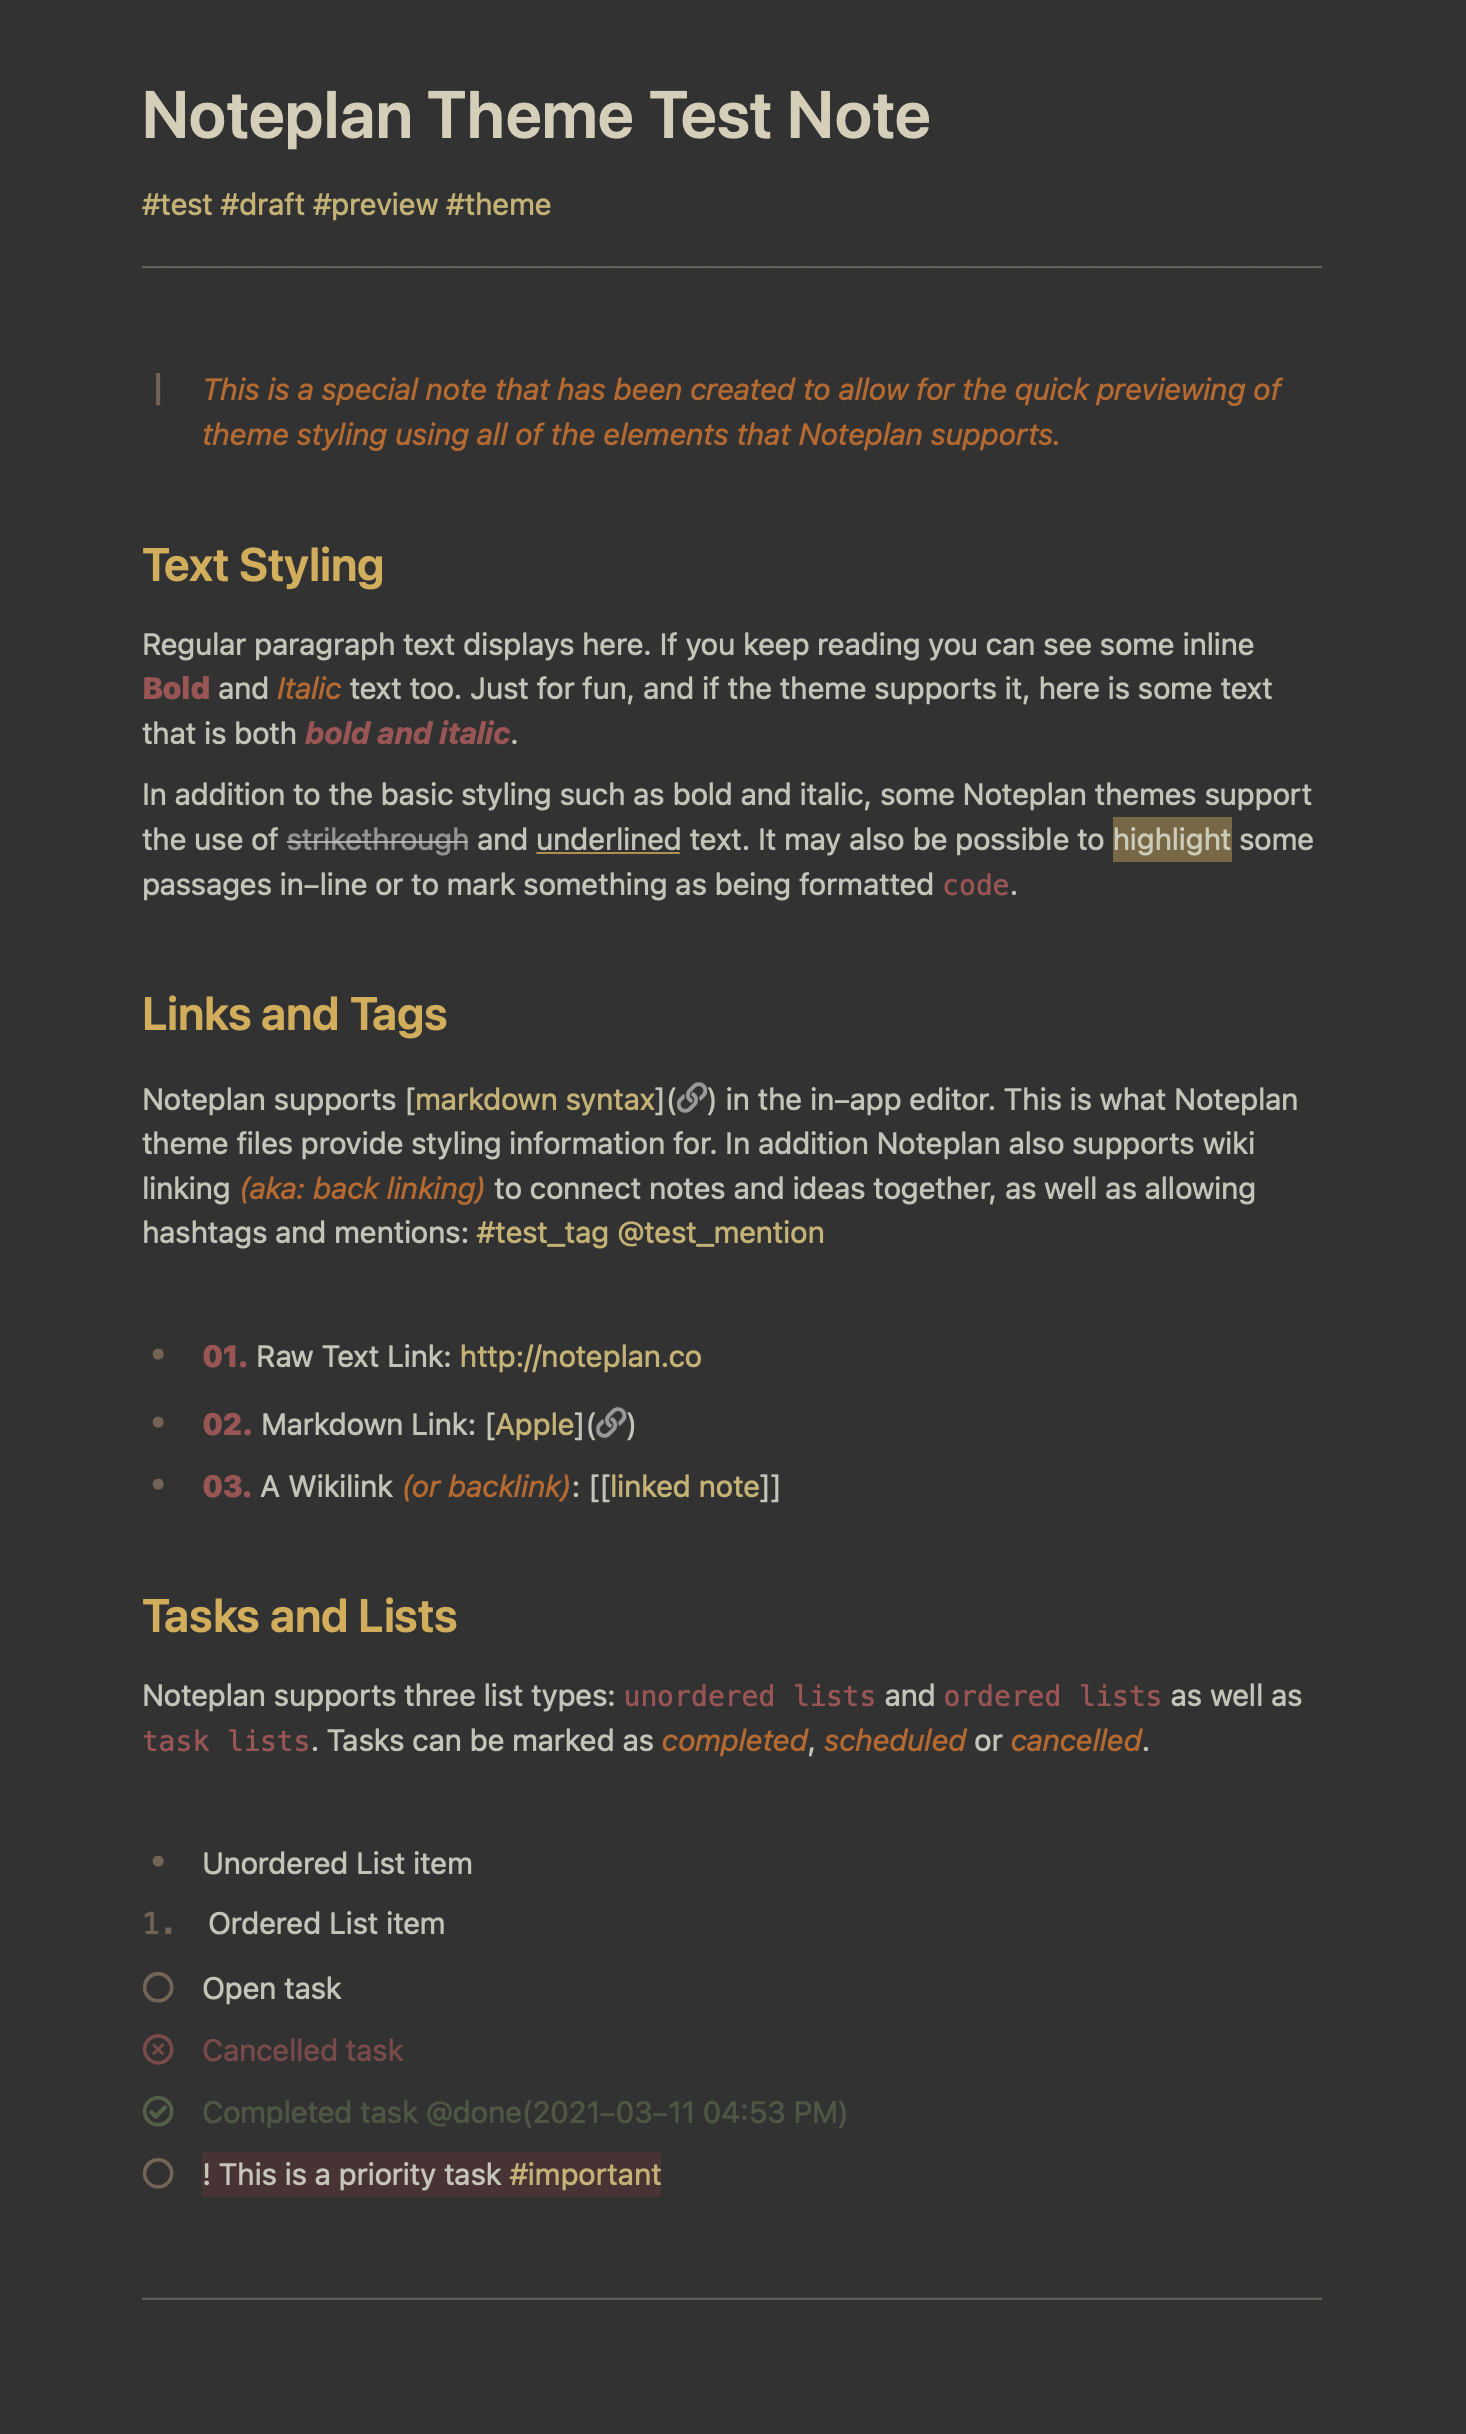 Noteplan Theme Test Note
#test #draft #preview #theme
This is a special note that has been created to allow for the quick previewing of
theme styling using all of the elements that Noteplan supports.
Text Styling
Regular paragraph text displays here. If you keep reading you can see some inline
Bold and Italic text too. Just for fun, and if the theme supports it, here is some text
that is both bold and italic.
In addition to the basic styling such as bold and italic, some Noteplan themes support
the use of strikethrough and underlined text. It may also be possible to highlight some
passages in–line or to mark something as being formatted code.
Links and Tags
Noteplan supports [markdown syntax](🔗) in the in–app editor. This is what Noteplan
theme files provide styling information for. In addition Noteplan also supports wiki
linking (aka: back linking) to connect notes and ideas together, as well as allowing
hashtags and mentions: #test_tag @test_mention
• 01. Raw Text Link: http://noteplan.co
• 02. Markdown Link: [Apple](🔗)
• 03. A Wikilink (or backlink): [[linked note]]
Tasks and Lists
Noteplan supports three list types: unordered lists and ordered lists as well as
task lists. Tasks can be marked as completed, scheduled or cancelled.
• Unordered List item
1. Ordered List item
Open task
Cancelled task
Completed task @done(2021–03–11 04:53 PM)
! This is a priority task #important